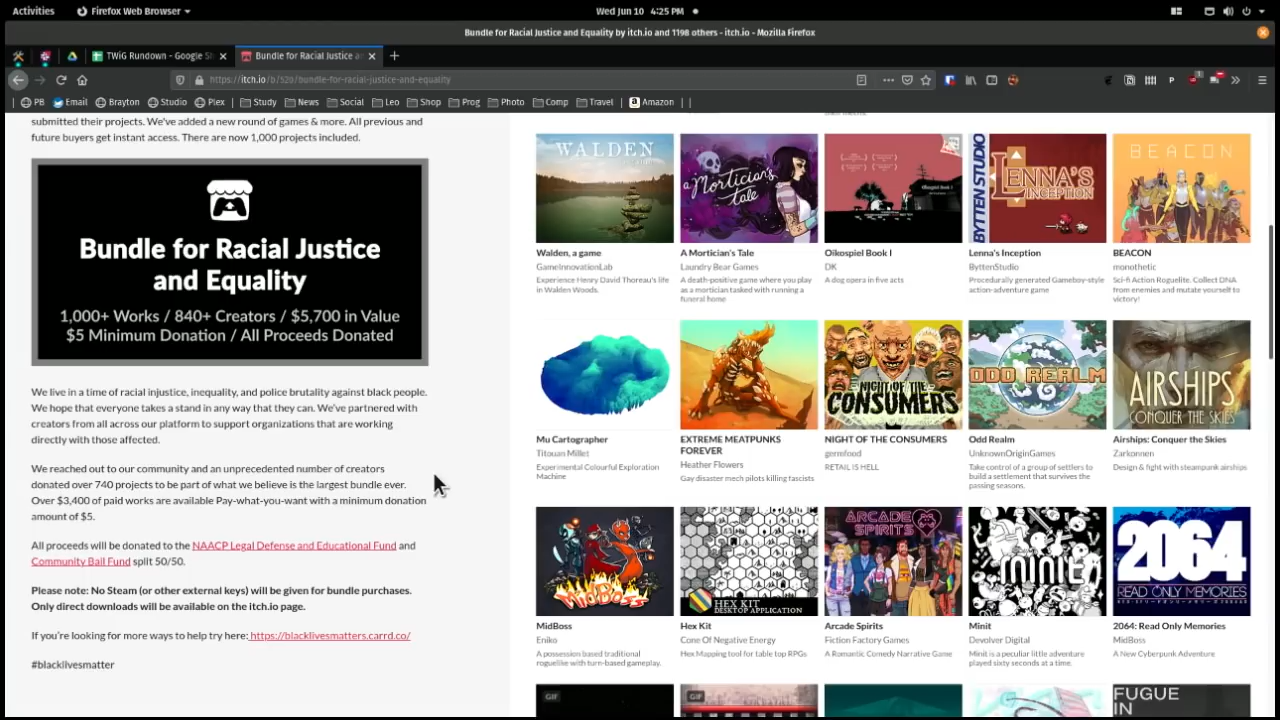 Activities
Firefox Web Browser
Wed Jun 10 4:25 PM
Bundle for Racial Justice and Equality by itch.io and 1198 others - itch.io - Mozilla Firefox
TWiG Rundown - Google Sh
Bundle for Racial Justice a
https://itch.io/b/520/bundle-for-racial-justice-and-equality
PB
Email
Brayton
Studio
Plex
Study
News
Social
Leo
Shop
Prog
Photo
Comp
Travel
Amazon
submitted their projects. We've added a new round of games & more. All previous and
future buyers get instant access. There are now 1,000 projects included.
Bundle for Racial Justice
and Equality
1,000+ Works / 840+ Creators / $5,700 in Value
$5 Minimum Donation / All Proceeds Donated
We live in a time of racial injustice, inequality, and police brutality against black people.
We hope that everyone takes a stand in any way that they can. We've partnered with
creators from all across our platform to support organizations that are working
directly with those affected.
We reached out to our community and an unprecedented number of creators
donated over 740 projects to be part of what we believe is the largest bundle ever.
Over $3,400 of paid works are available Pay-what-you-want with a minimum donation
amount of $5.
All proceeds will be donated to the NAACP Legal Defense and Educational Fund and
Community Bail Fund split 50/50.
Please note: No Steam (or other external keys) will be given for bundle purchases.
Only direct downloads will be available on the itch.io page.
If you're looking for more ways to help try here: https://blacklivesmatters.carrd.co/
#blacklivesmatter
WALDEN
Walden, a game
GameInnovationLab
Experience Henry David Thoreau's life
in Walden Woods.
a Mortician's
tale
A Mortician's Tale
Laundry Bear Games
A death-positive game where you play
as a mortician tasked with running a
funeral home
Oikospiel Book I
Oikospiel Book I
DK
A dog opera in five acts
BYTTEN STUDIO
LENNA'S
INCEPTION
Lenna's Inception
ByttenStudio
Procedurally generated Gameboy-style
action-adventure game
BEACON
BEACON
monothetic
Sci-fi Action Roguelite. Collect DNA
from enemies and mutate yourself to
victory!
Mu Cartographer
Titouan Millet
Experimental Colourful Exploration
Machine
EXTREME MEATPUNKS
FOREVER
Heather Flowers
Gay disaster mech pilots killing fascists
NIGHT OF THE
CONSUMERS
NIGHT OF THE CONSUMERS
germfood
RETAIL IS HELL
ODD REALM
Odd Realm
UnknownOriginGames
Take control of a group of settlers to
build a settlement that survives the
passing seasons.
AIRSHIPS
CONQUER THE SKIES
Airships: Conquer the Skies
Zarkonnen
Design & fight with steampunk airships
MidBoss
MidBoss
Eniko
A possession based traditional
roguelike with turn-based gameplay.
HEX KIT
DESKTOP APPLICATION
Hex Kit
Cone Of Negative Energy
Hex Mapping tool for table top RPGs
ARCADE
SPIRITS
Arcade Spirits
Fiction Factory Games
A Romantic Comedy Narrative Game
minit
Minit
Devolver Digital
Minit is a peculiar little adventure
played sixty seconds at a time.
2064
READ ONLY MEMORIES
2064: Read Only Memories
MidBoss
A New Cyberpunk Adventure
GIF
GIF
FUGUE
IN